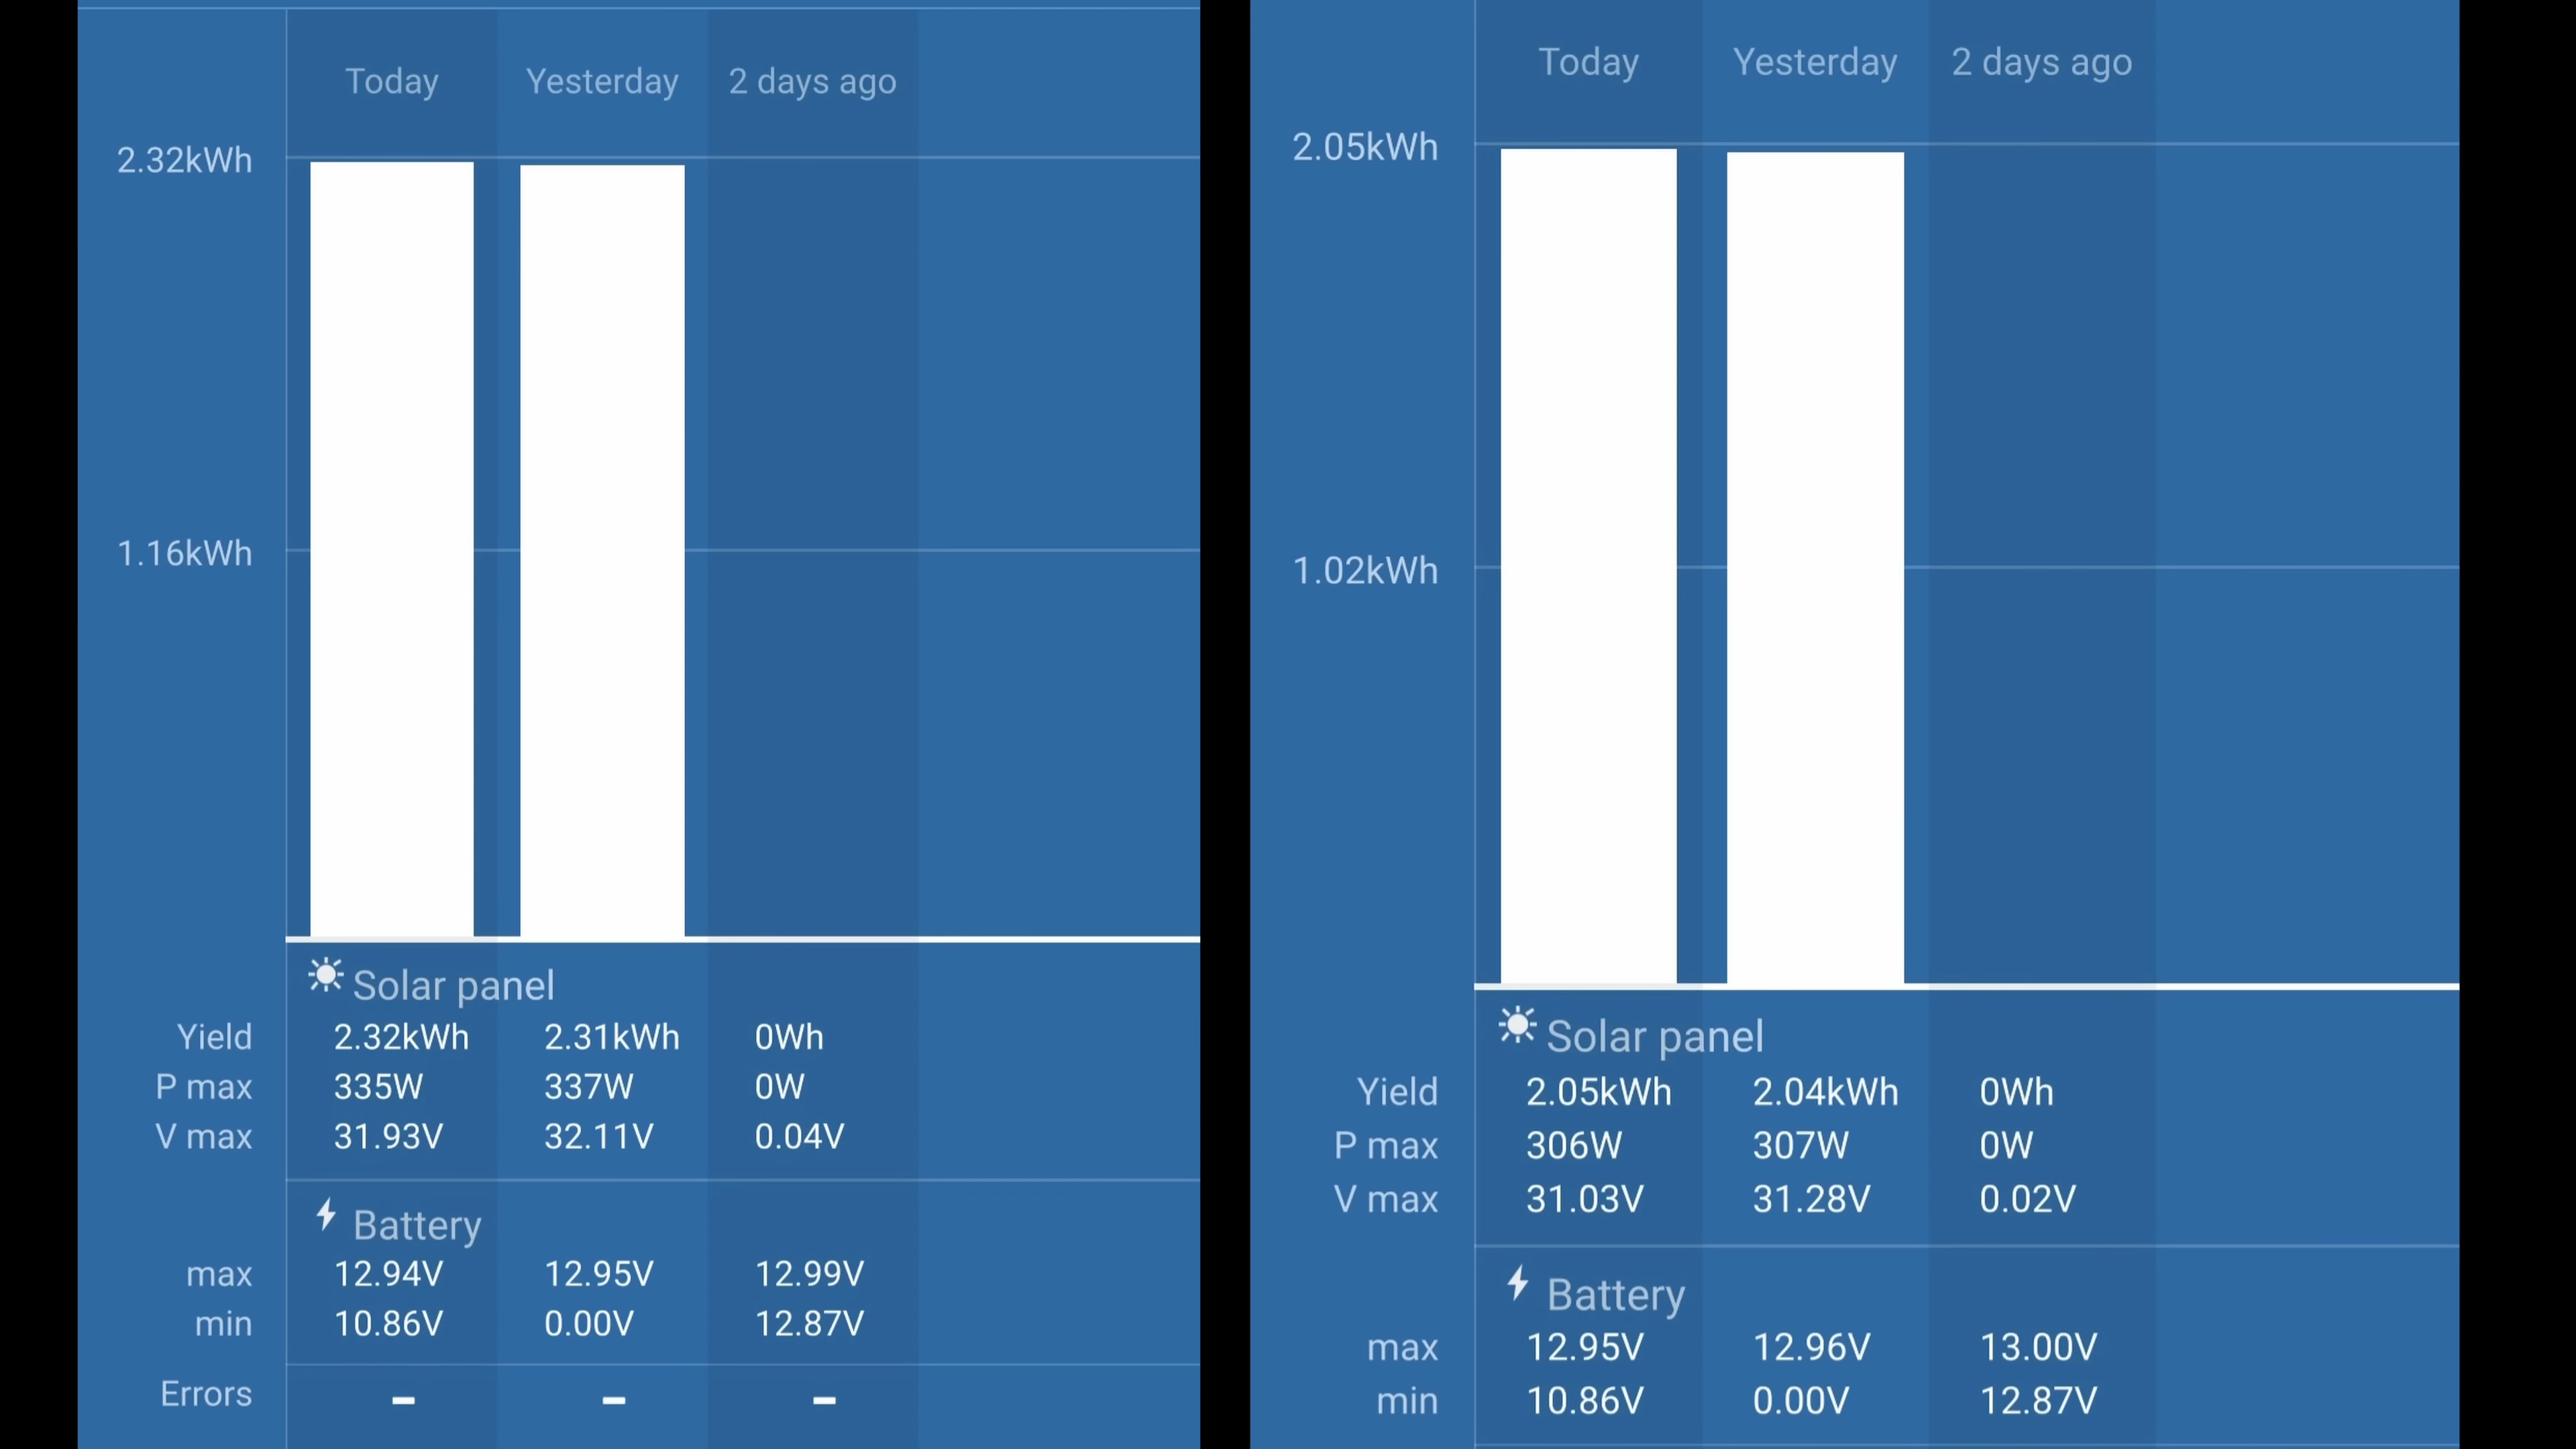 Today Yesterday 2 days ago
2.32kWh
1.16kWh
Solar panel
Yield 2.32kWh 2.31kWh 0Wh
P max 335W 337W 0W
V max 31.93V 32.11V 0.04V
Battery
max 12.94V 12.95V 12.99V
min 10.86V 0.00V 12.87V
Errors – – –
Today Yesterday 2 days ago
2.05kWh
1.02kWh
Solar panel
Yield 2.05kWh 2.04kWh 0Wh
P max 306W 307W 0W
V max 31.03V 31.28V 0.02V
Battery
max 12.95V 12.96V 13.00V
min 10.86V 0.00V 12.87V